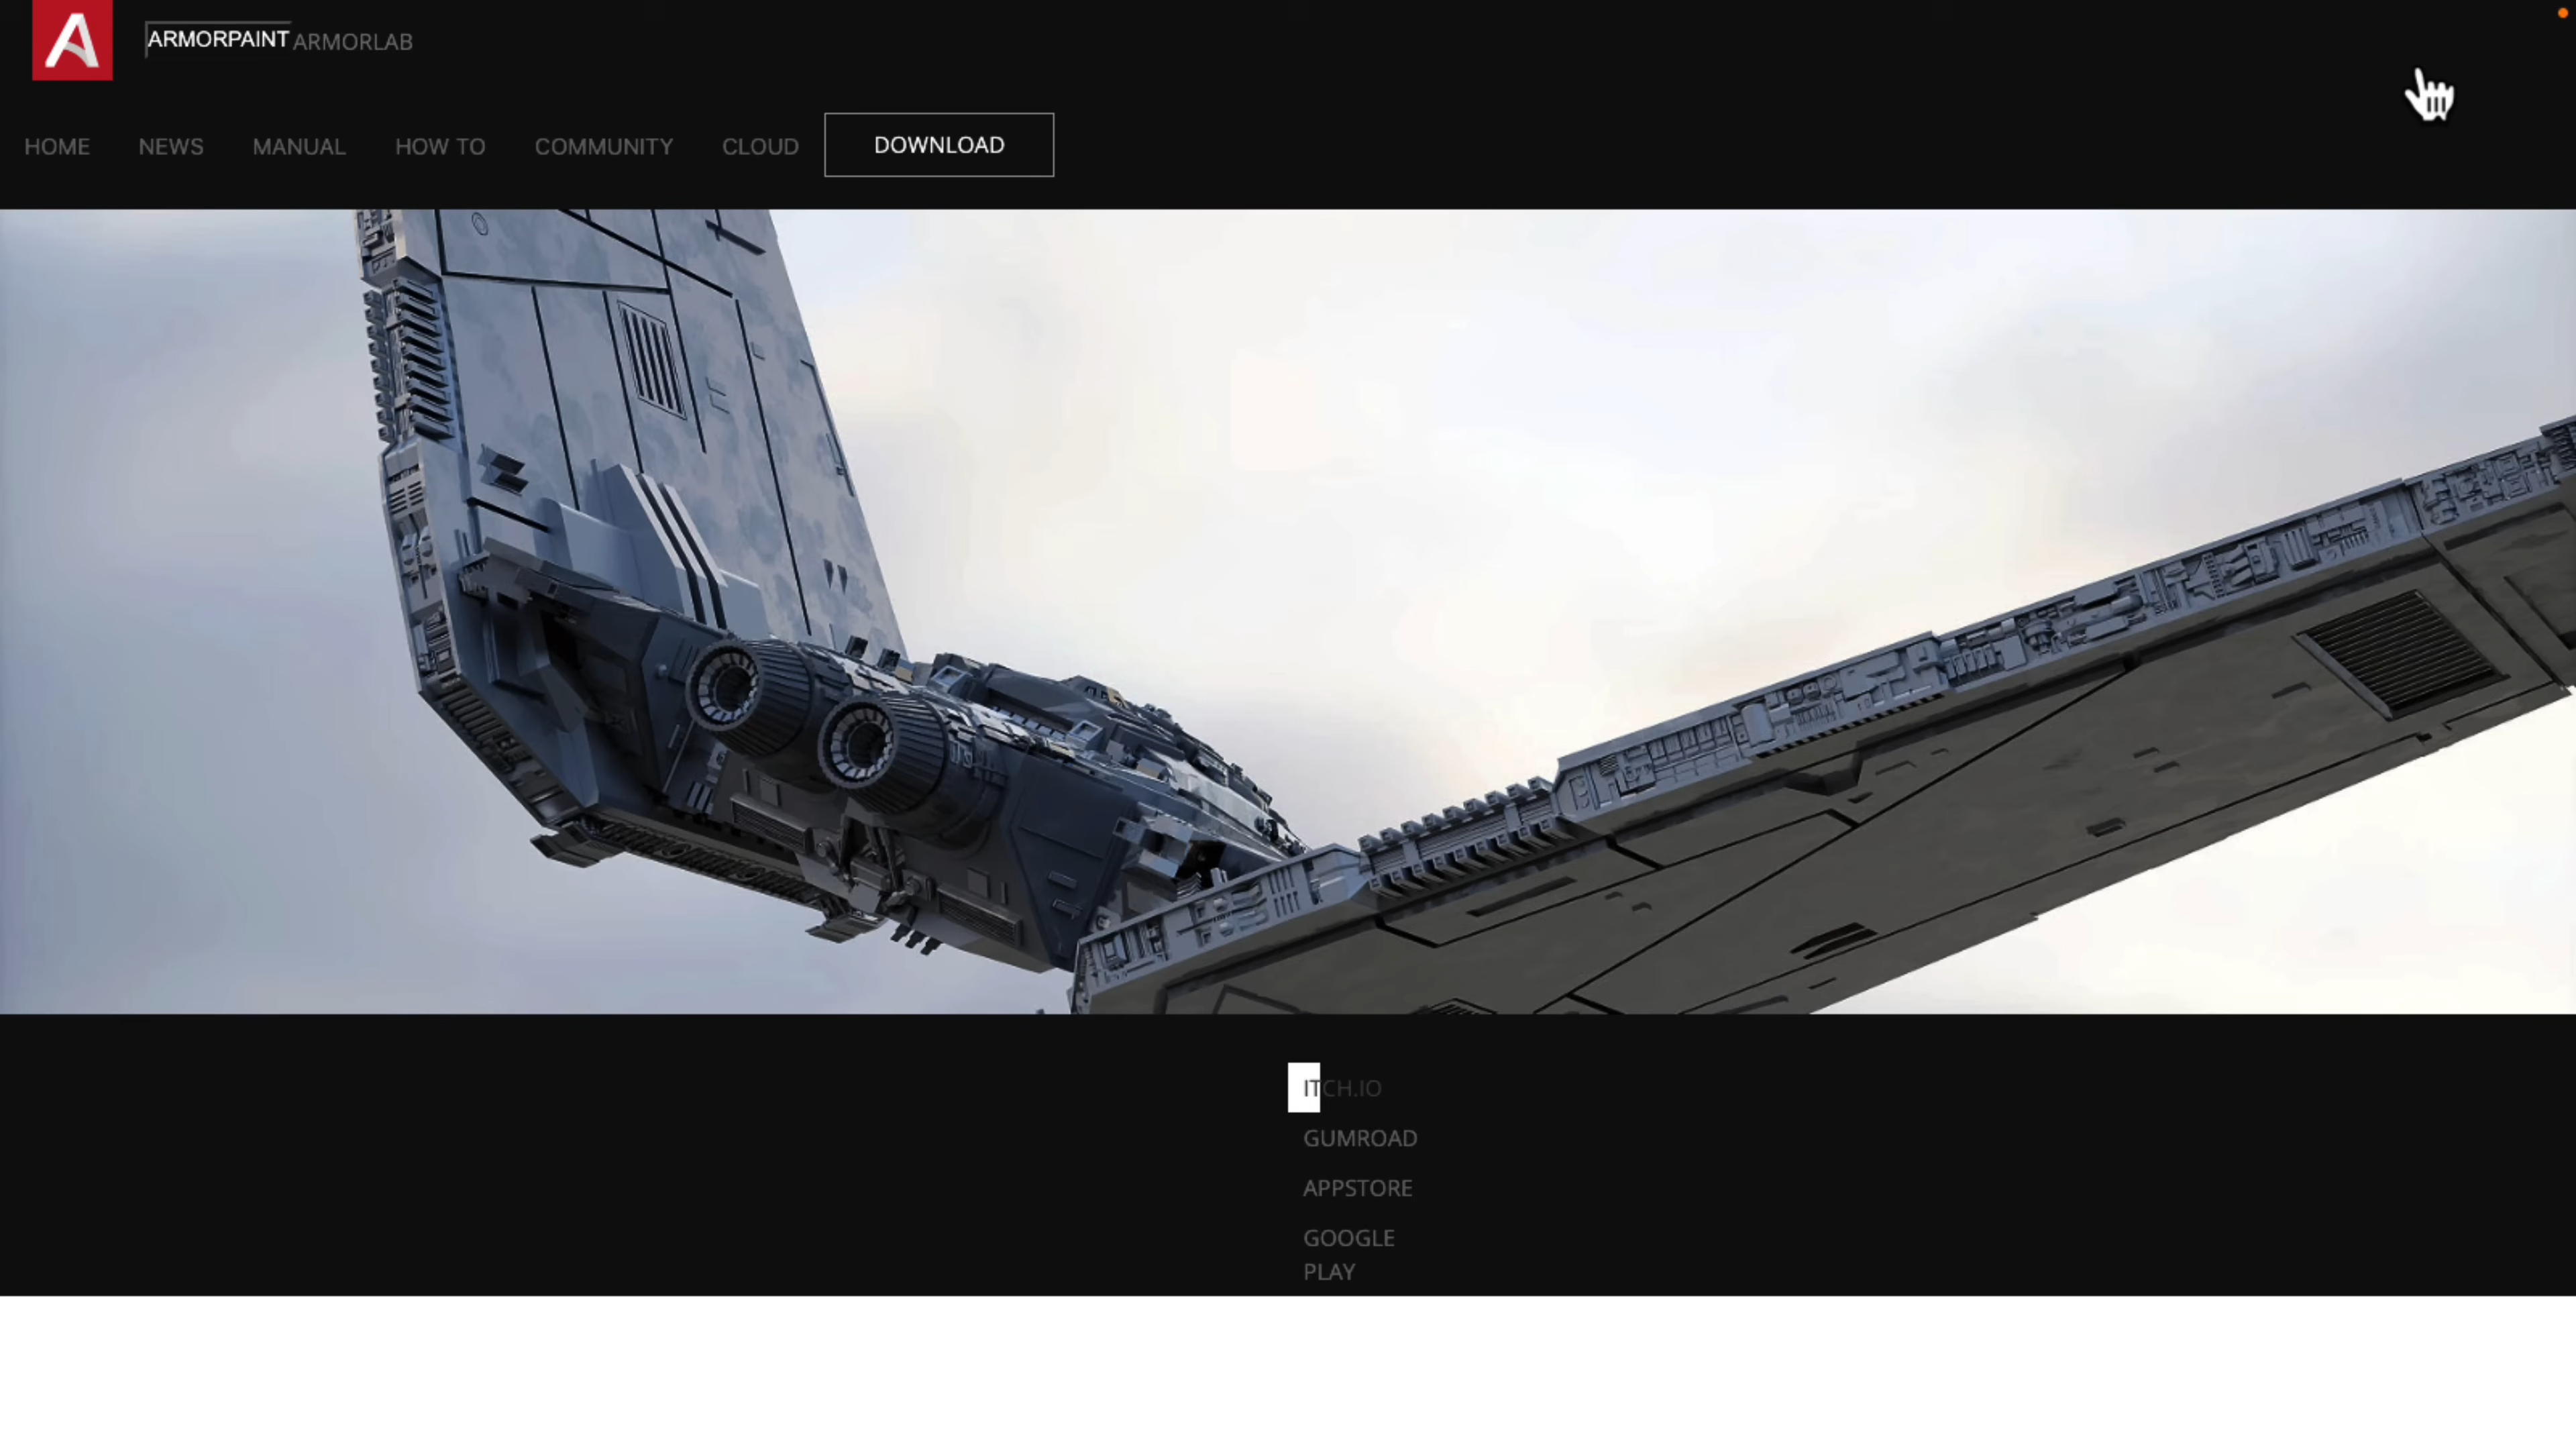 ARMORPAINT ARMORLAB
HOME NEWS MANUAL HOW TO COMMUNITY CLOUD DOWNLOAD
ITCH.IO
GUMROAD
APPSTORE
GOOGLE
PLAY